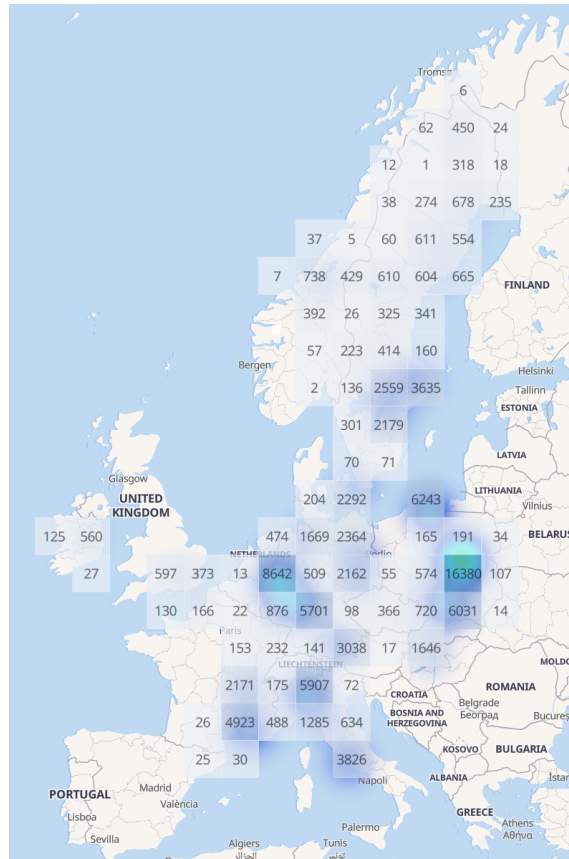 Tromsø
6
62 450 24
12 1 318 18
38 274 678 235
37 5 60 611 554
7 738 429 610 604 665
FINLAND
392 26 325 341
57 223 414 160
Bergen
Helsinki
2 136 2559 3635
Tallinn
ESTONIA
301 2179
LATVIA
70 71
Glasgow
LITHUANIA
UNITED
KINGDOM
204 2292 6243
Vilnius
125 560 474 1669 2364 165 191 34
BELARUS
NETHERLANDS
Berlin
27 597 373 13 8642 509 2162 55 574 16380 107
130 166 22 876 5701 98 366 720 6031 14
Paris
153 232 141 3038 17 1646
LIECHTENSTEIN
MOLDO
2171 175 5907 72
CROATIA
ROMANIA
BOSNIA AND
HERZEGOVINA
Belgrade
Београд
Bucureș
26 4923 488 1285 634
KOSOVO
BULGARIA
25 30 3826
Napoli
ALBANIA
İstan
PORTUGAL
Madrid
Lisboa
València
GREECE
Sevilla
Palermo
Athens
Αθήνα
Algiers
الجزائر
Tunis
تونس